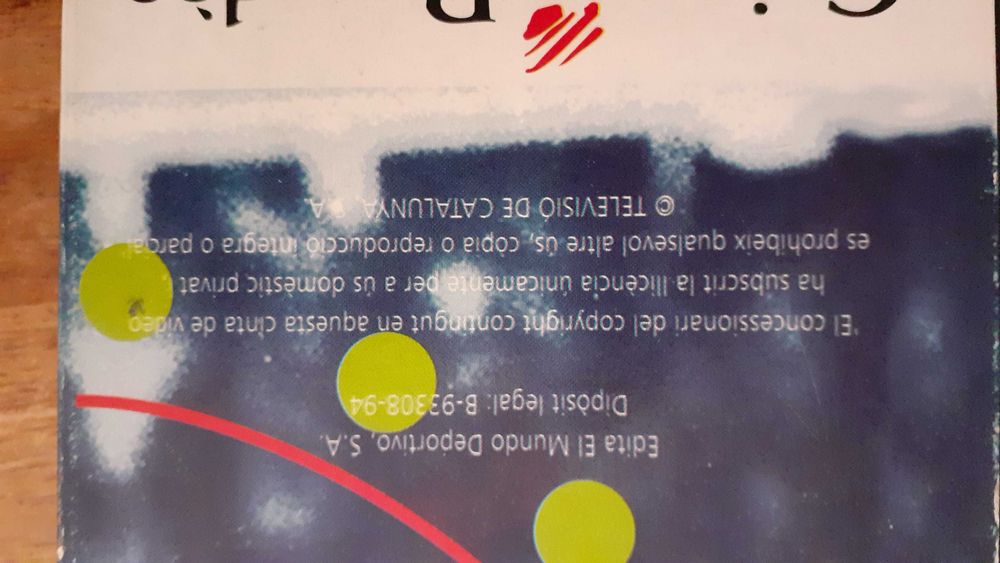 Edita El Mundo Deportivo, S.A.
Dipòsit legal: B-93308-94
'El concessionari del copyright contingut en aquesta cinta de vídeo
ha subscrit la llicència únicament per a ús domèstic privat i
es prohibeix qualsevol altre ús, còpia o reproducció íntegra o parcial
© TELEVISIÓ DE CATALUNYA, S.A.